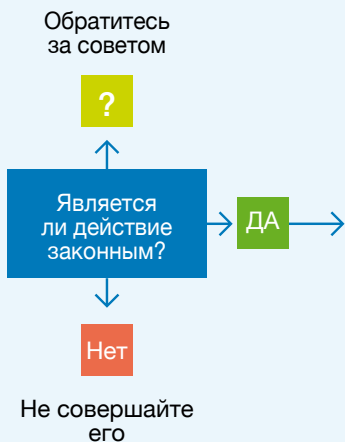 Обратитесь
за советом
?
Является
ли действие
законным?
ДА
Нет
Не совершайте
его